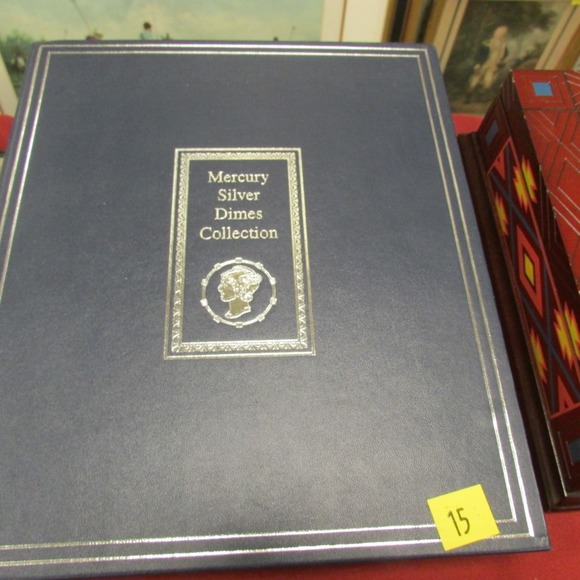 Mercury
Silver
Dimes
Collection
15